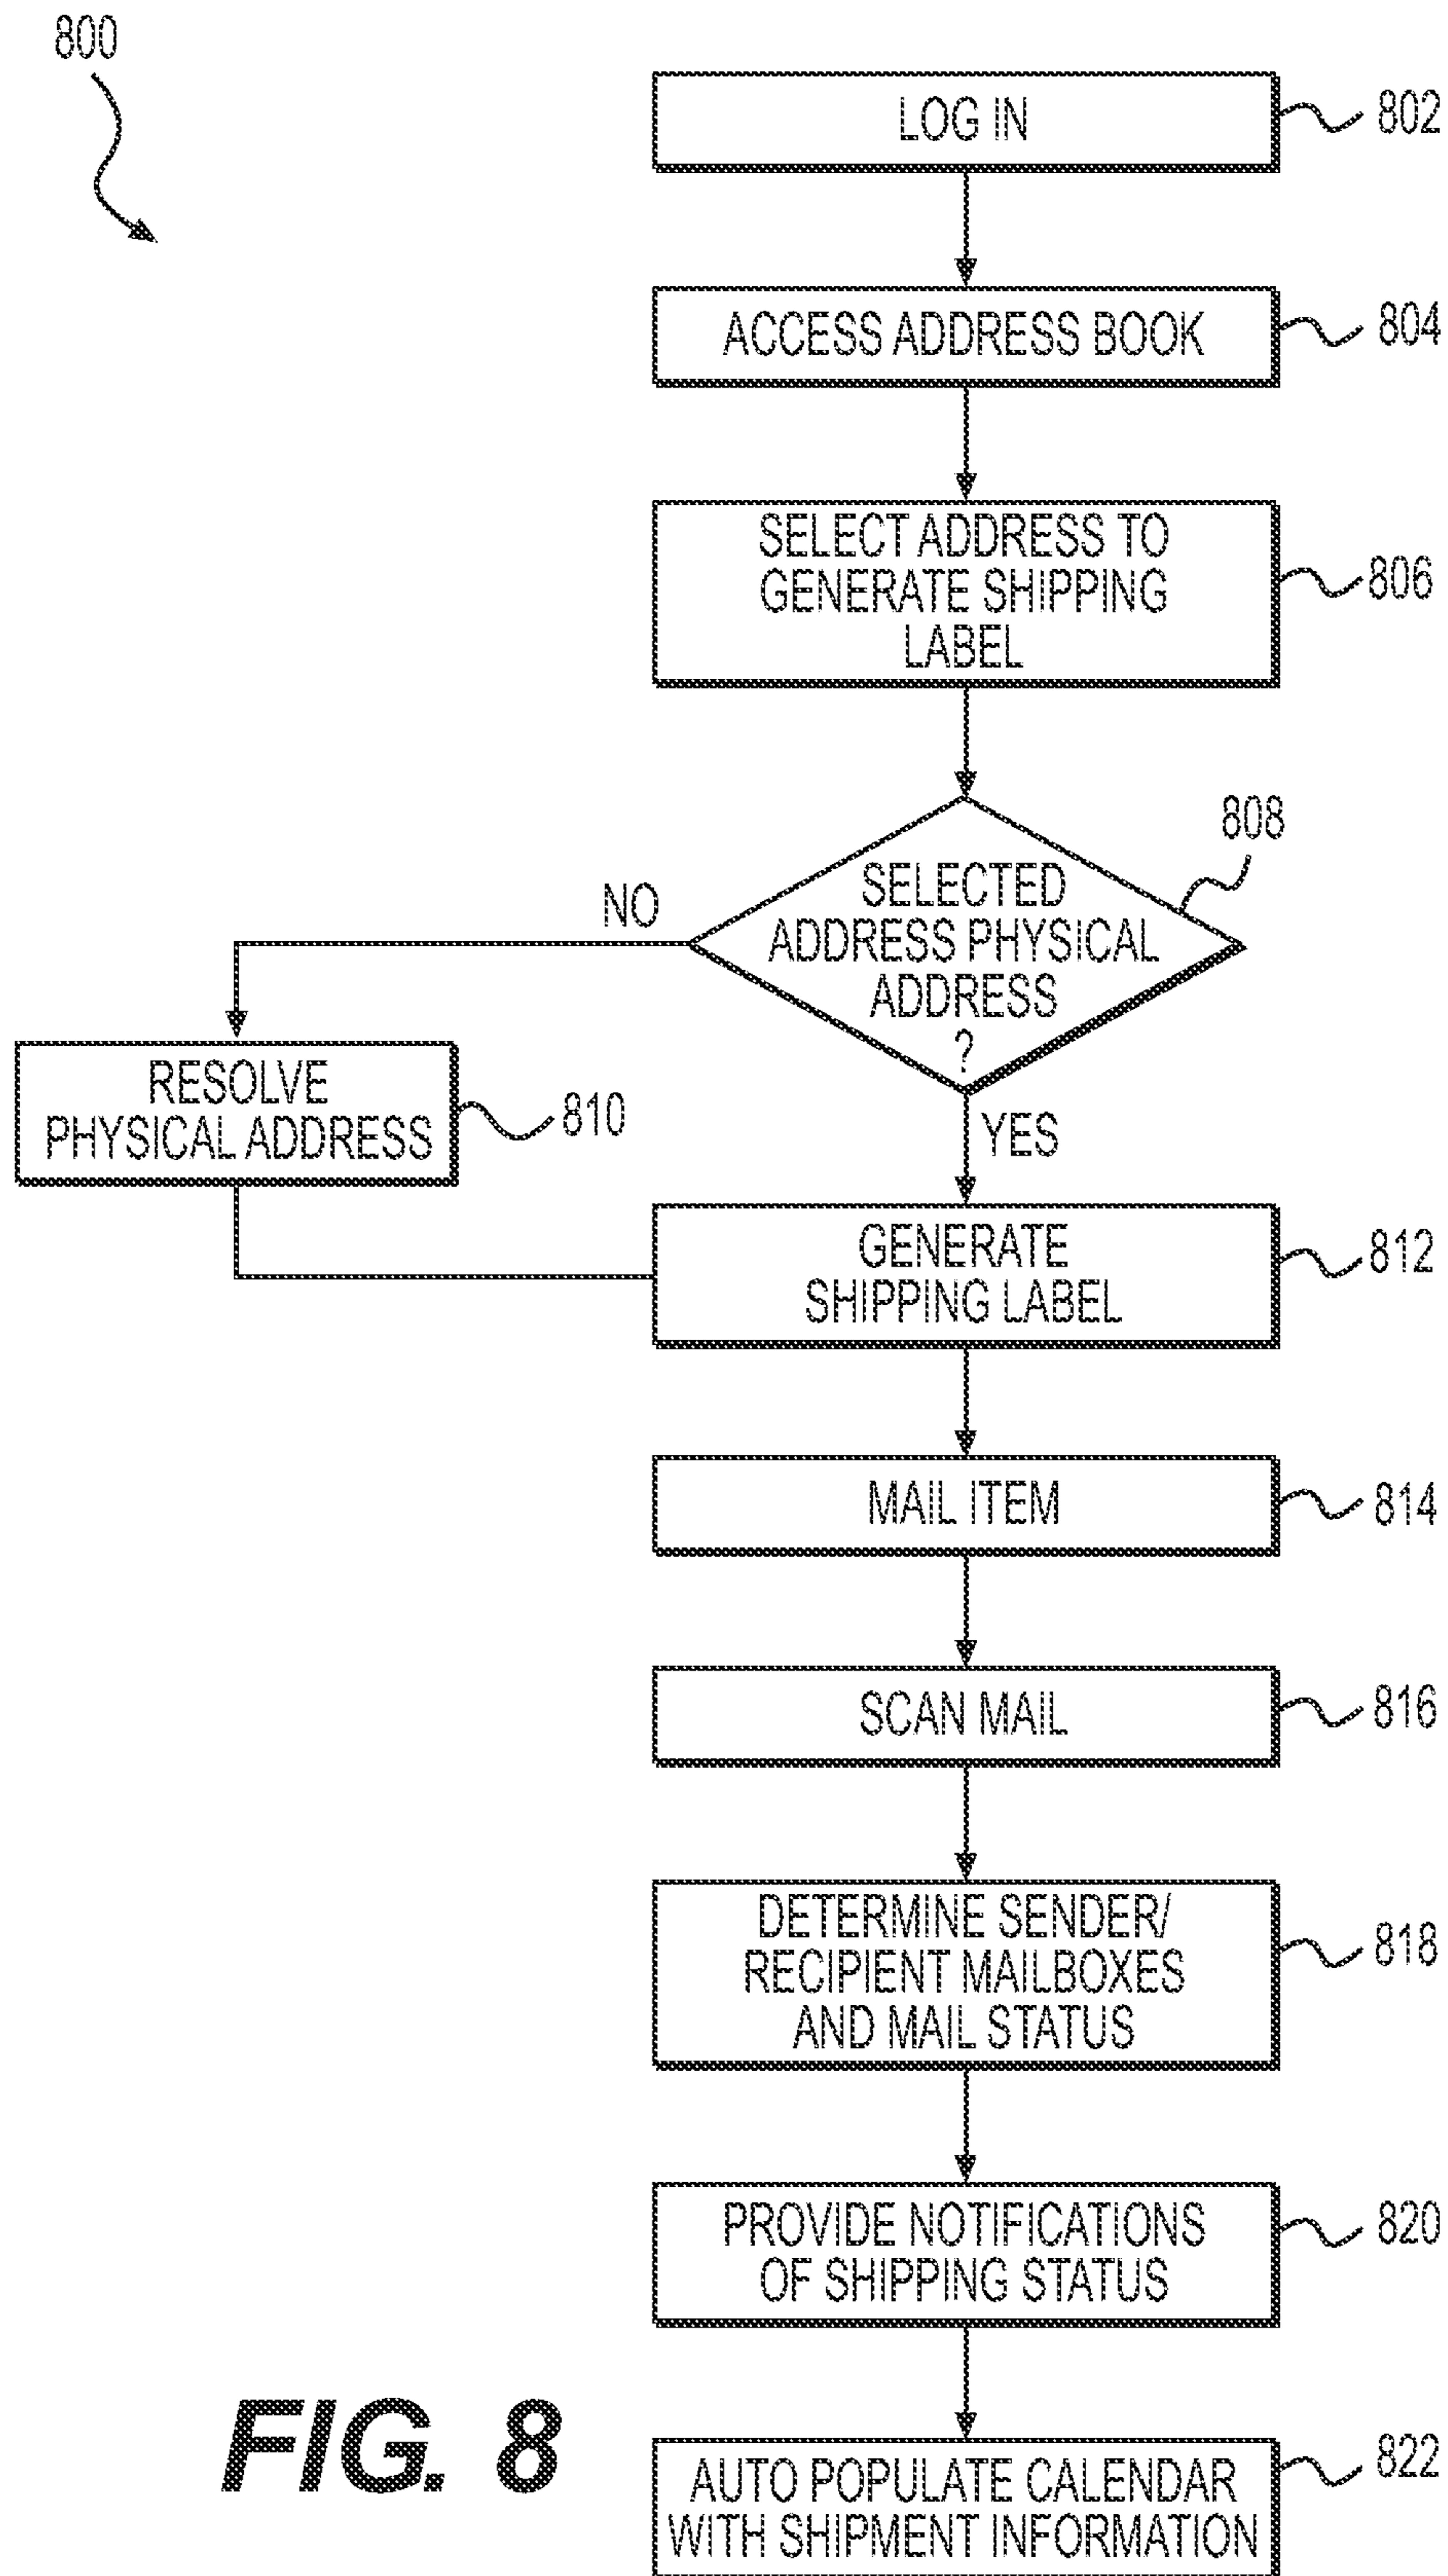 800
LOG IN
802
ACCESS ADDRESS BOOK
804
SELECT ADDRESS TO
GENERATE SHIPPING
LABEL
806
808
SELECTED
ADDRESS PHYSICAL
ADDRESS
?
NO
YES
RESOLVE
PHYSICAL ADDRESS
810
GENERATE
SHIPPING LABEL
812
MAIL ITEM
814
SCAN MAIL
816
DETERMINE SENDER/
RECIPIENT MAILBOXES
AND MAIL STATUS
818
PROVIDE NOTIFICATIONS
OF SHIPPING STATUS
820
AUTO POPULATE CALENDAR
WITH SHIPMENT INFORMATION
822
FIG. 8